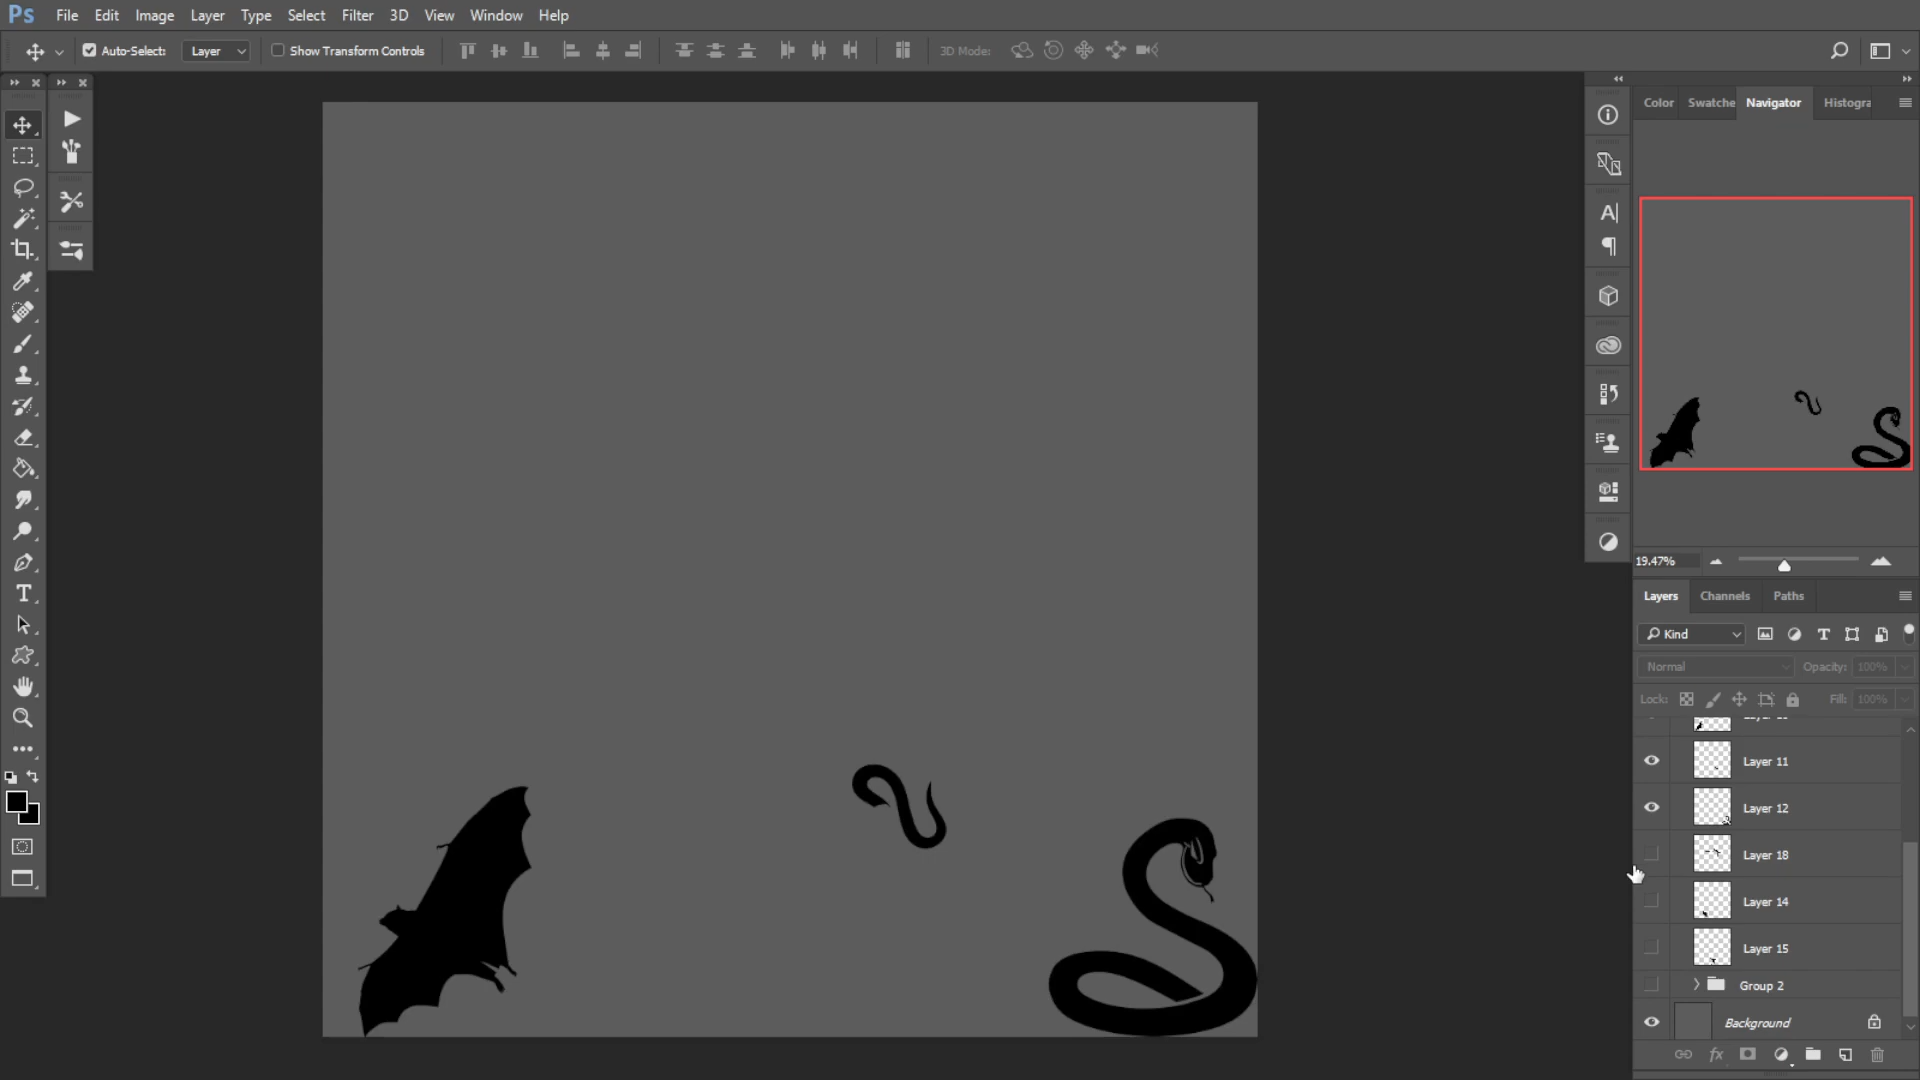 Ps File Edit Image Layer Type Select Filter 3D View Window Help
Auto-Select: Layer Show Transform Controls 3D Mode:
Color Swatche Navigator Histogra
19.47%
Layers Channels Paths
Kind
Normal Opacity: 100%
Lock: Fill: 100%
Layer 11
Layer 12
Layer 18
Layer 14
Layer 15
Group 2
Background
fx